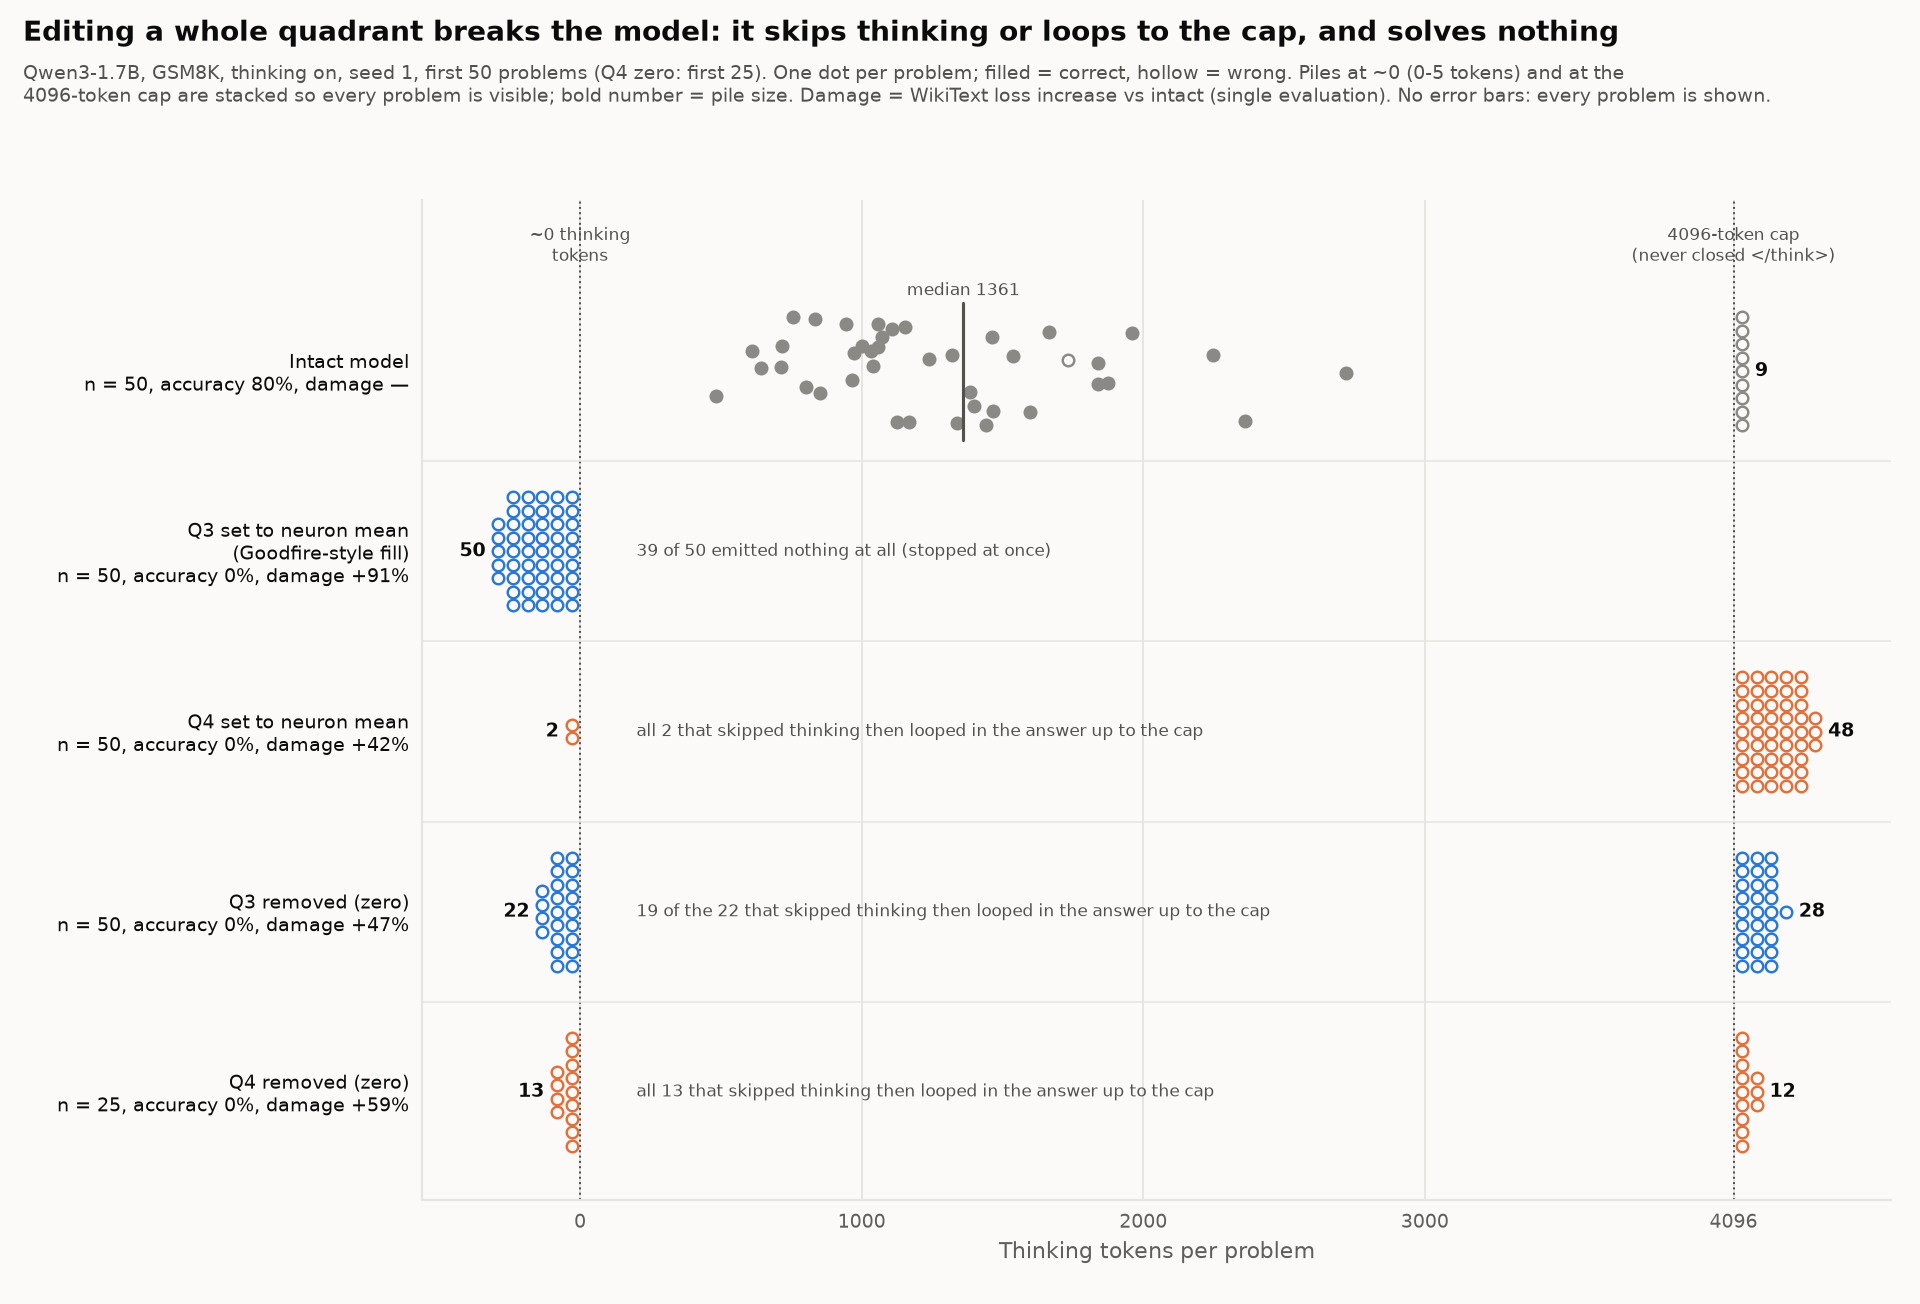 Editing a whole quadrant breaks the model: it skips thinking or loops to the cap, and solves nothing
Qwen3-1.7B, GSM8K, thinking on, seed 1, first 50 problems (Q4 zero: first 25). One dot per problem; filled = correct, hollow = wrong. Piles at ~0 (0-5 tokens) and at the
4096-token cap are stacked so every problem is visible; bold number = pile size. Damage = WikiText loss increase vs intact (single evaluation). No error bars: every problem is shown.
~0 thinking
tokens
4096-token cap
(never closed </think>)
median 1361
Intact model
n = 50, accuracy 80%, damage —
9
Q3 set to neuron mean
(Goodfire-style fill)
n = 50, accuracy 0%, damage +91%
50
39 of 50 emitted nothing at all (stopped at once)
Q4 set to neuron mean
n = 50, accuracy 0%, damage +42%
2
all 2 that skipped thinking then looped in the answer up to the cap
48
Q3 removed (zero)
n = 50, accuracy 0%, damage +47%
22
19 of the 22 that skipped thinking then looped in the answer up to the cap
28
Q4 removed (zero)
n = 25, accuracy 0%, damage +59%
13
all 13 that skipped thinking then looped in the answer up to the cap
12
0
1000
2000
3000
4096
Thinking tokens per problem